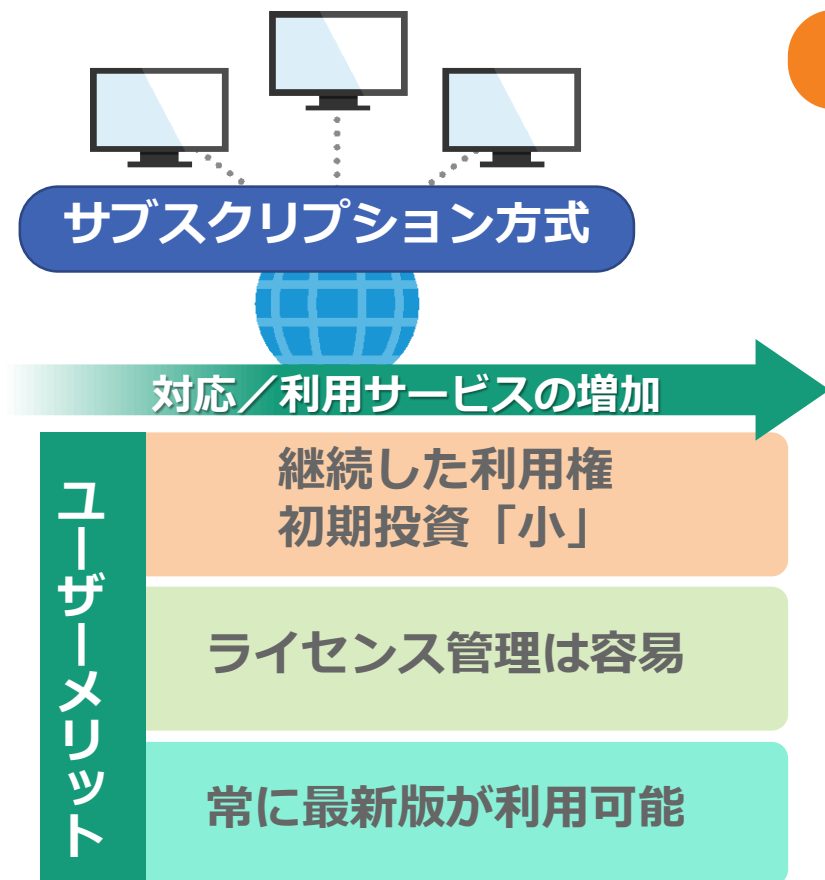 サブスクリプション方式
対応／利用サービスの増加
ユーザーメリット
継続した利用権
初期投資「小」
ライセンス管理は容易
常に最新版が利用可能